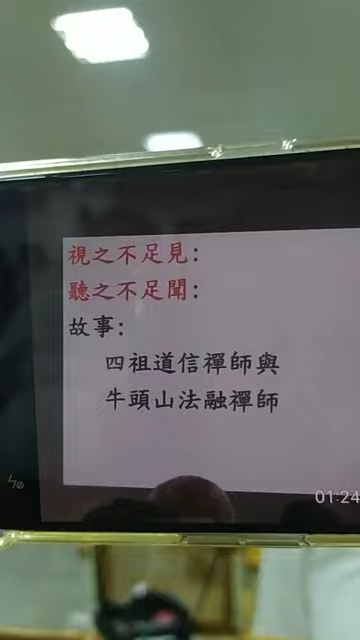 視之不足見：
聽之不足聞：
故事：
四祖道信禪師與
牛頭山法融禪師
01:24